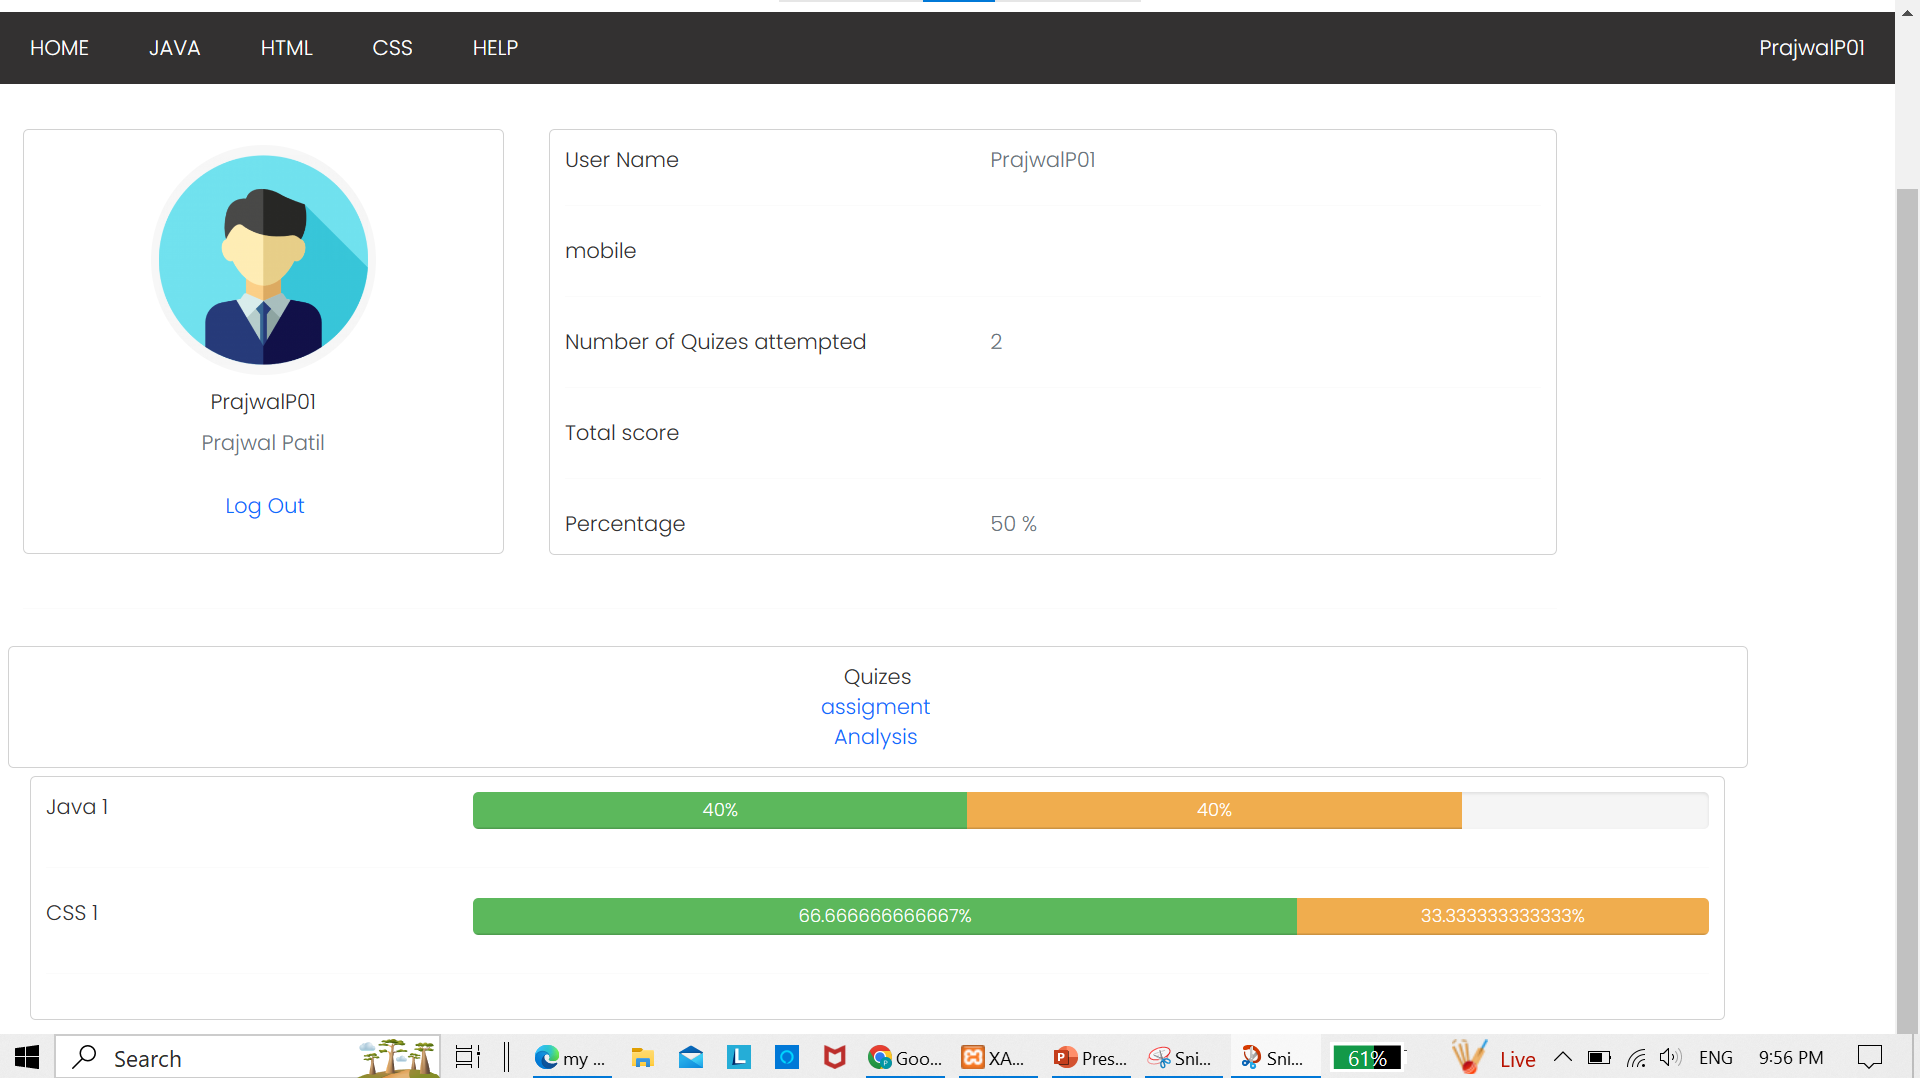 HOME JAVA HTML CSS HELP PrajwalP01
PrajwalP01
Prajwal Patil
Log Out
User Name PrajwalP01
mobile
Number of Quizes attempted 2
Total score
Percentage 50 %
Quizes
assigment
Analysis
Java 1 40% 40%
CSS 1 66.666666666667% 33.333333333333%
Search my ... L Goo... XA... P Pres... Sni... Sni... 61% Live ENG 9:56 PM